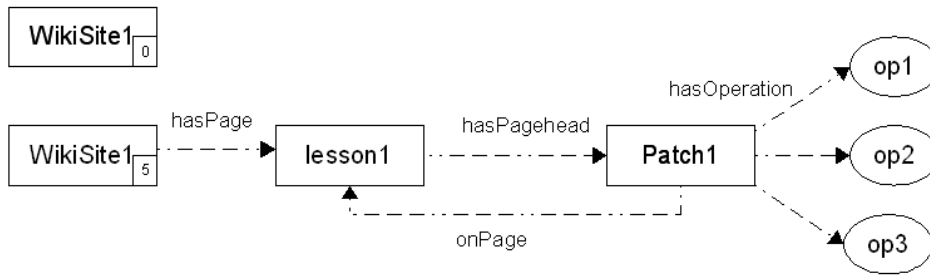 WikiSite1
0
hasOperation
op1
hasPage
hasPagehead
WikiSite1
5
lesson1
Patch1
op2
onPage
op3